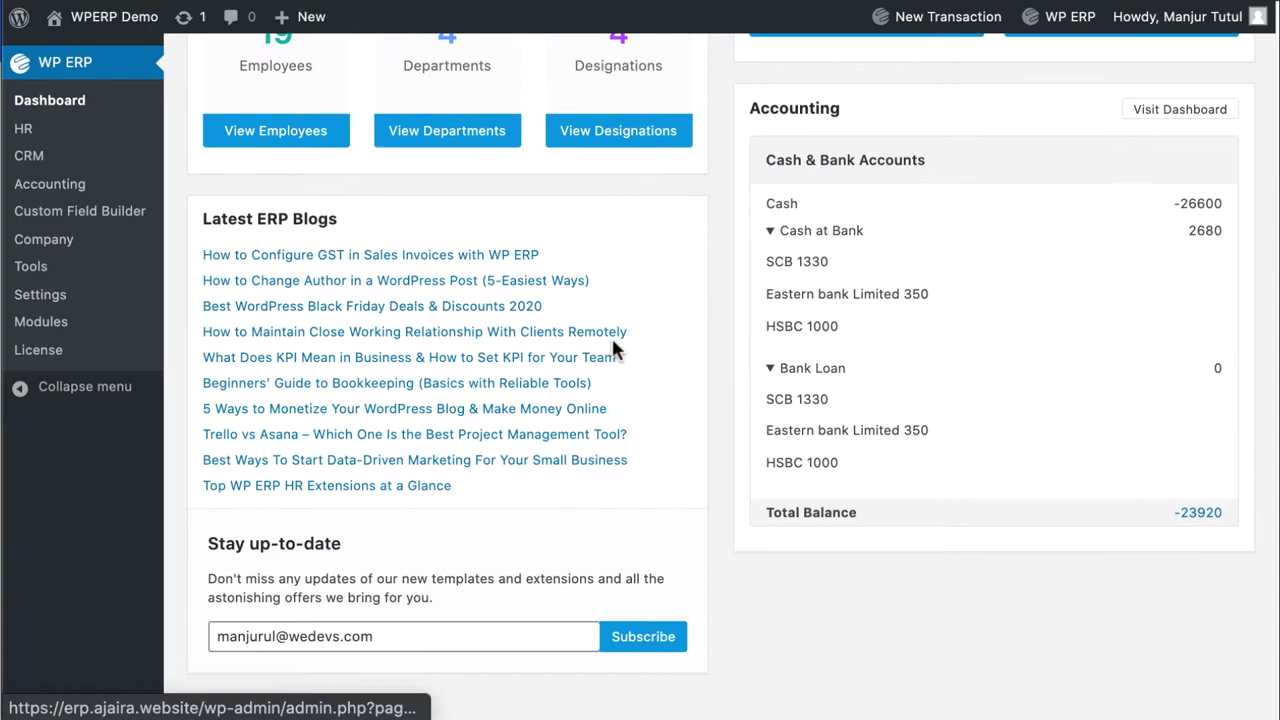 WPERP Demo
1
0
New
New Transaction
WP ERP
Howdy, Manjur Tutul
WP ERP
Dashboard
HR
CRM
Accounting
Custom Field Builder
Company
Tools
Settings
Modules
License
Collapse menu
19
Employees
View Employees
4
Departments
View Departments
4
Designations
View Designations
Latest ERP Blogs
How to Configure GST in Sales Invoices with WP ERP
How to Change Author in a WordPress Post (5-Easiest Ways)
Best WordPress Black Friday Deals & Discounts 2020
How to Maintain Close Working Relationship With Clients Remotely
What Does KPI Mean in Business & How to Set KPI for Your Team
Beginners’ Guide to Bookkeeping (Basics with Reliable Tools)
5 Ways to Monetize Your WordPress Blog & Make Money Online
Trello vs Asana – Which One Is the Best Project Management Tool?
Best Ways To Start Data-Driven Marketing For Your Small Business
Top WP ERP HR Extensions at a Glance
Stay up-to-date
Don't miss any updates of our new templates and extensions and all the
astonishing offers we bring for you.
manjurul@wedevs.com
Subscribe
Accounting
Visit Dashboard
Cash & Bank Accounts
Cash -26600
▼ Cash at Bank 2680
SCB 1330
Eastern bank Limited 350
HSBC 1000
▼ Bank Loan 0
SCB 1330
Eastern bank Limited 350
HSBC 1000
Total Balance -23920
https://erp.ajaira.website/wp-admin/admin.php?pag...